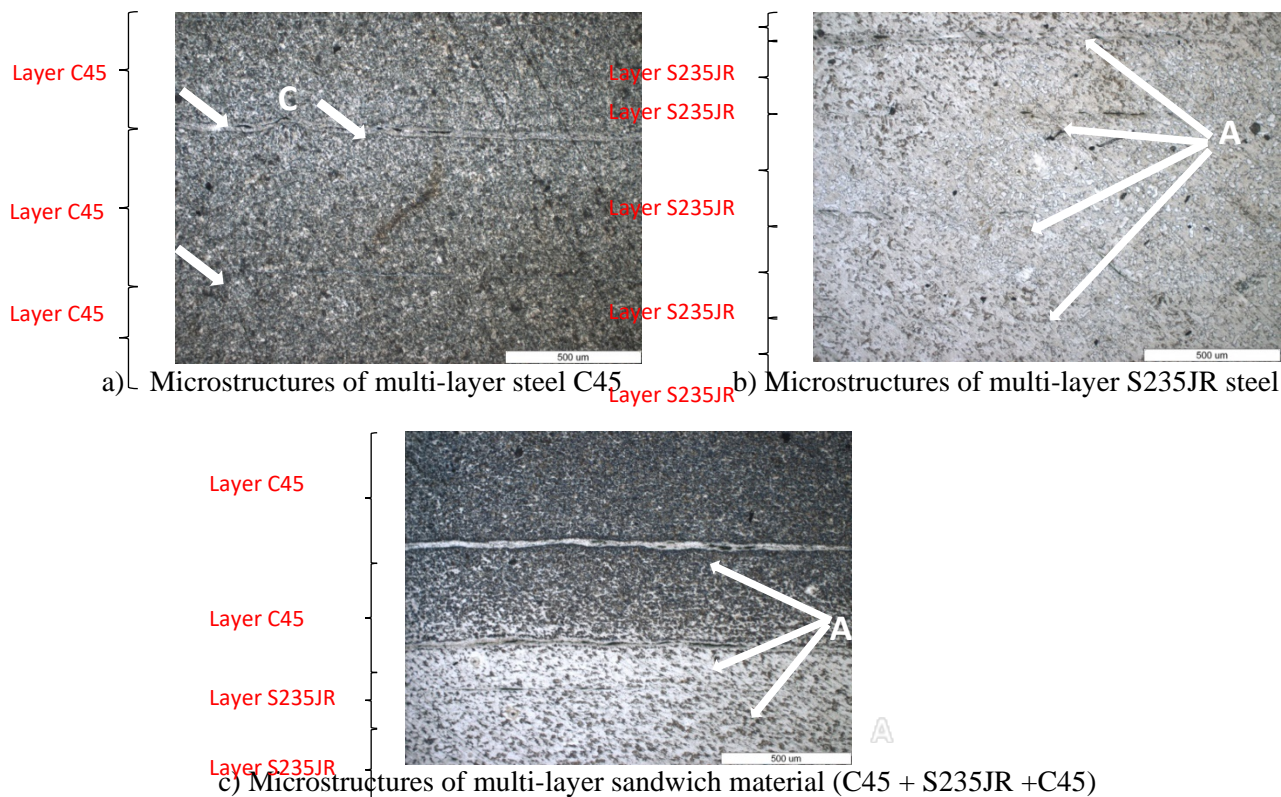 Layer C45
C
Layer C45
Layer C45
500 um
a) Microstructures of multi-layer steel C45
Layer S235JR
Layer S235JR
A
Layer S235JR
Layer S235JR
500 um
Layer S235JR
b) Microstructures of multi-layer S235JR steel
Layer C45
Layer C45
A
Layer S235JR
A
500 um
Layer S235JR
c) Microstructures of multi-layer sandwich material (C45 + S235JR +C45)